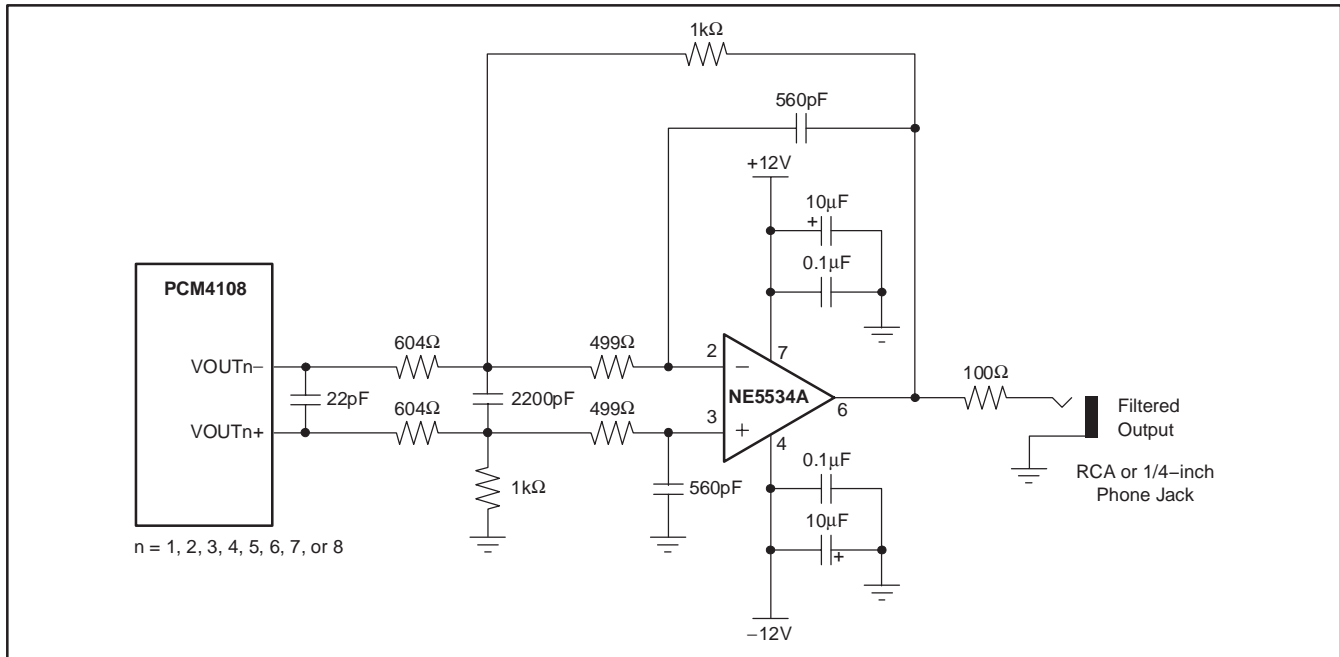 1kΩ
560pF
+12V
10μF
+
0.1μF
PCM4108
604Ω
499Ω
2
7
VOUTn−
−
100Ω
22pF
2200pF
NE5534A
6
Filtered
Output
604Ω
499Ω
3
VOUTn+
+
4
0.1μF
RCA or 1/4−inch
Phone Jack
1kΩ
560pF
10μF
+
n = 1, 2, 3, 4, 5, 6, 7, or 8
−12V